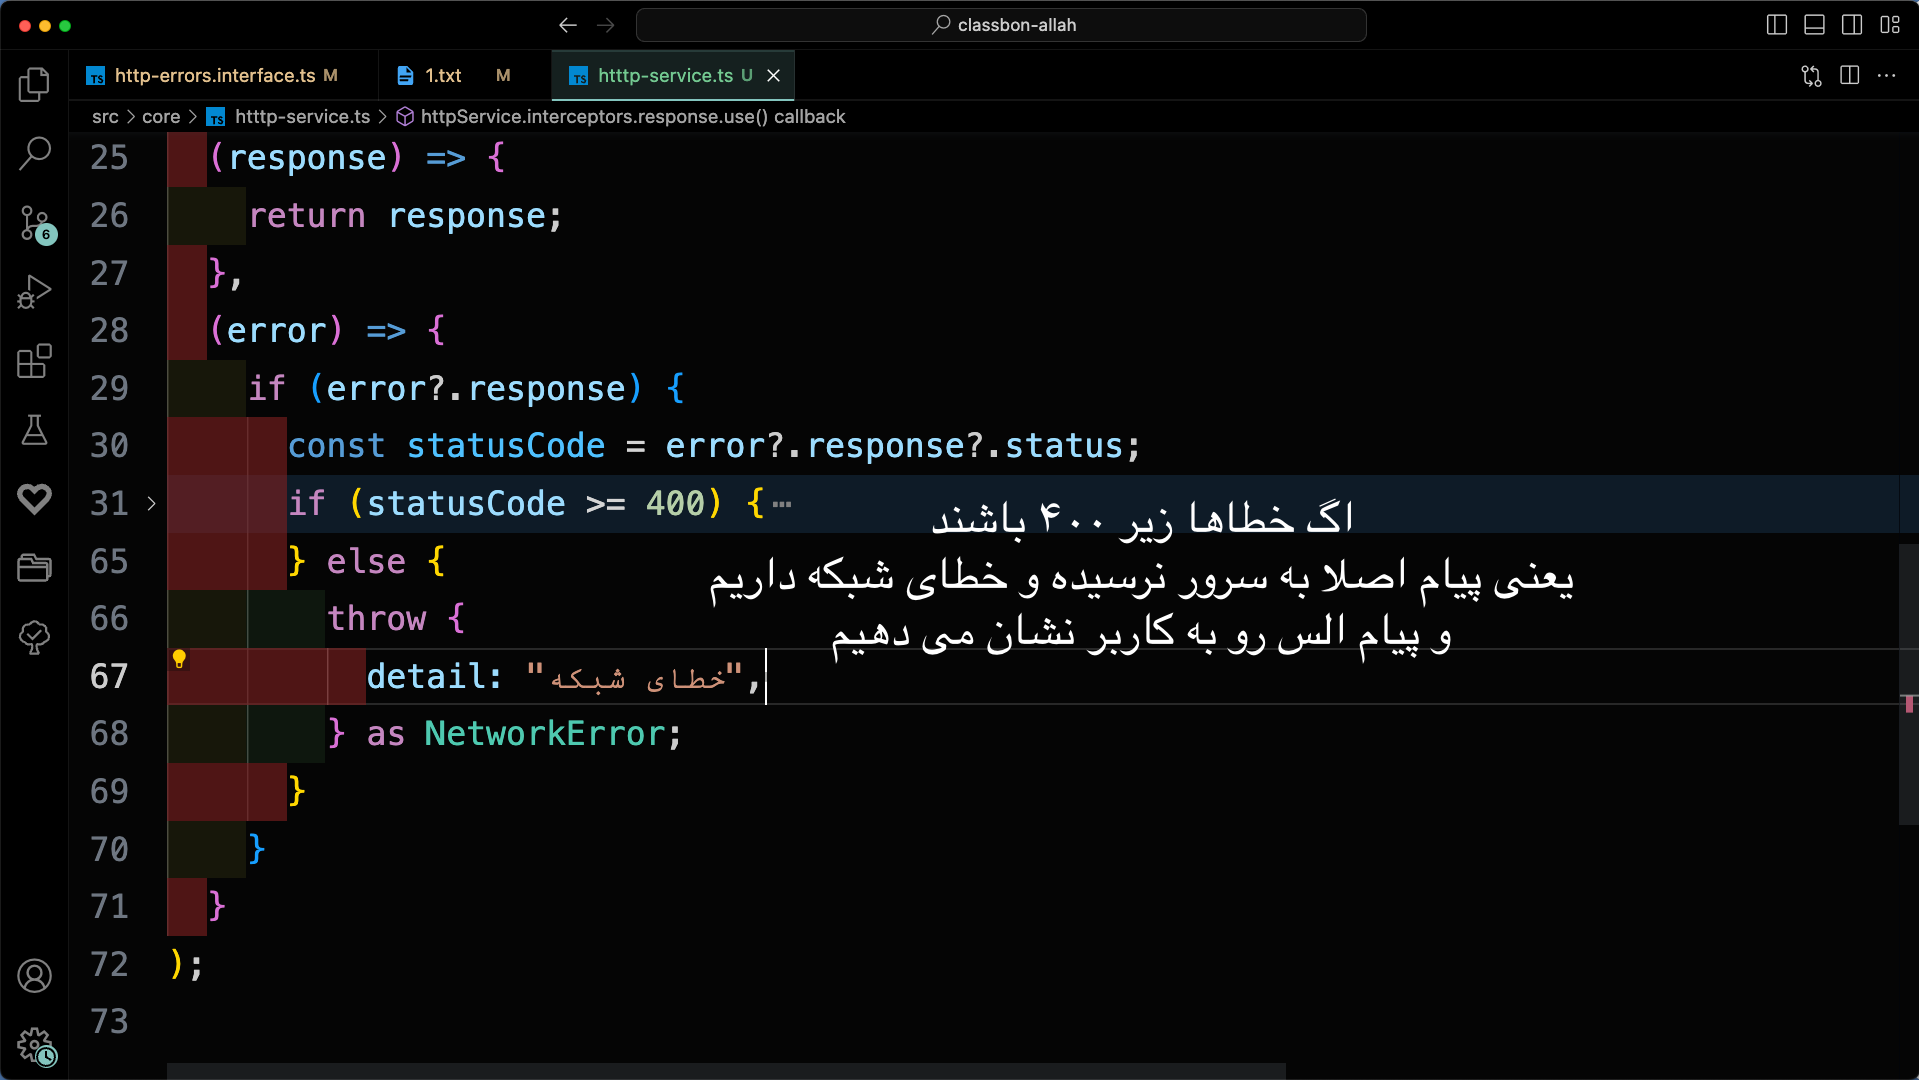 classbon-allah
http-errors.interface.ts M
1.txt M
htttp-service.ts U
src > core > htttp-service.ts > httpService.interceptors.response.use() callback
25 (response) => {
26 return response;
27 },
28 (error) => {
29 if (error?.response) {
30 const statusCode = error?.response?.status;
31 if (statusCode >= 400) {⋯
اگ خطاها زیر ۴۰۰ باشند
65 } else {
یعنی پیام اصلا به سرور نرسیده و خطای شبکه داریم
66 throw {
و پیام الس رو به کاربر نشان می دهیم
67 detail: "خطای شبکه",
68 } as NetworkError;
69 }
70 }
71 }
72 );
73
6